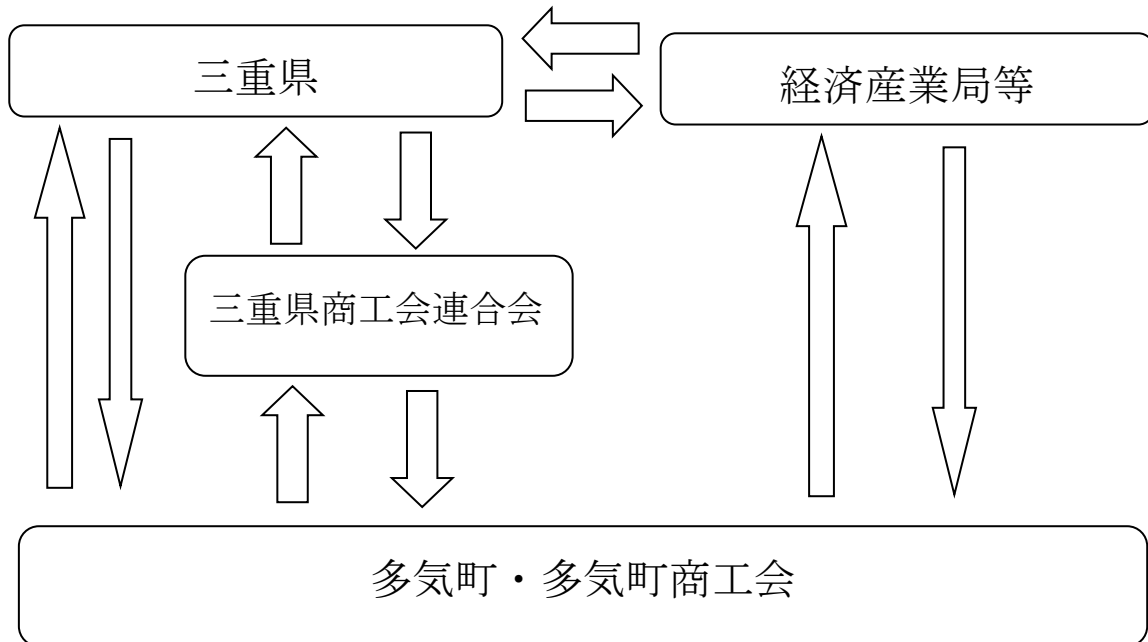 三重県
経済産業局等
三重県商工会連合会
多気町・多気町商工会